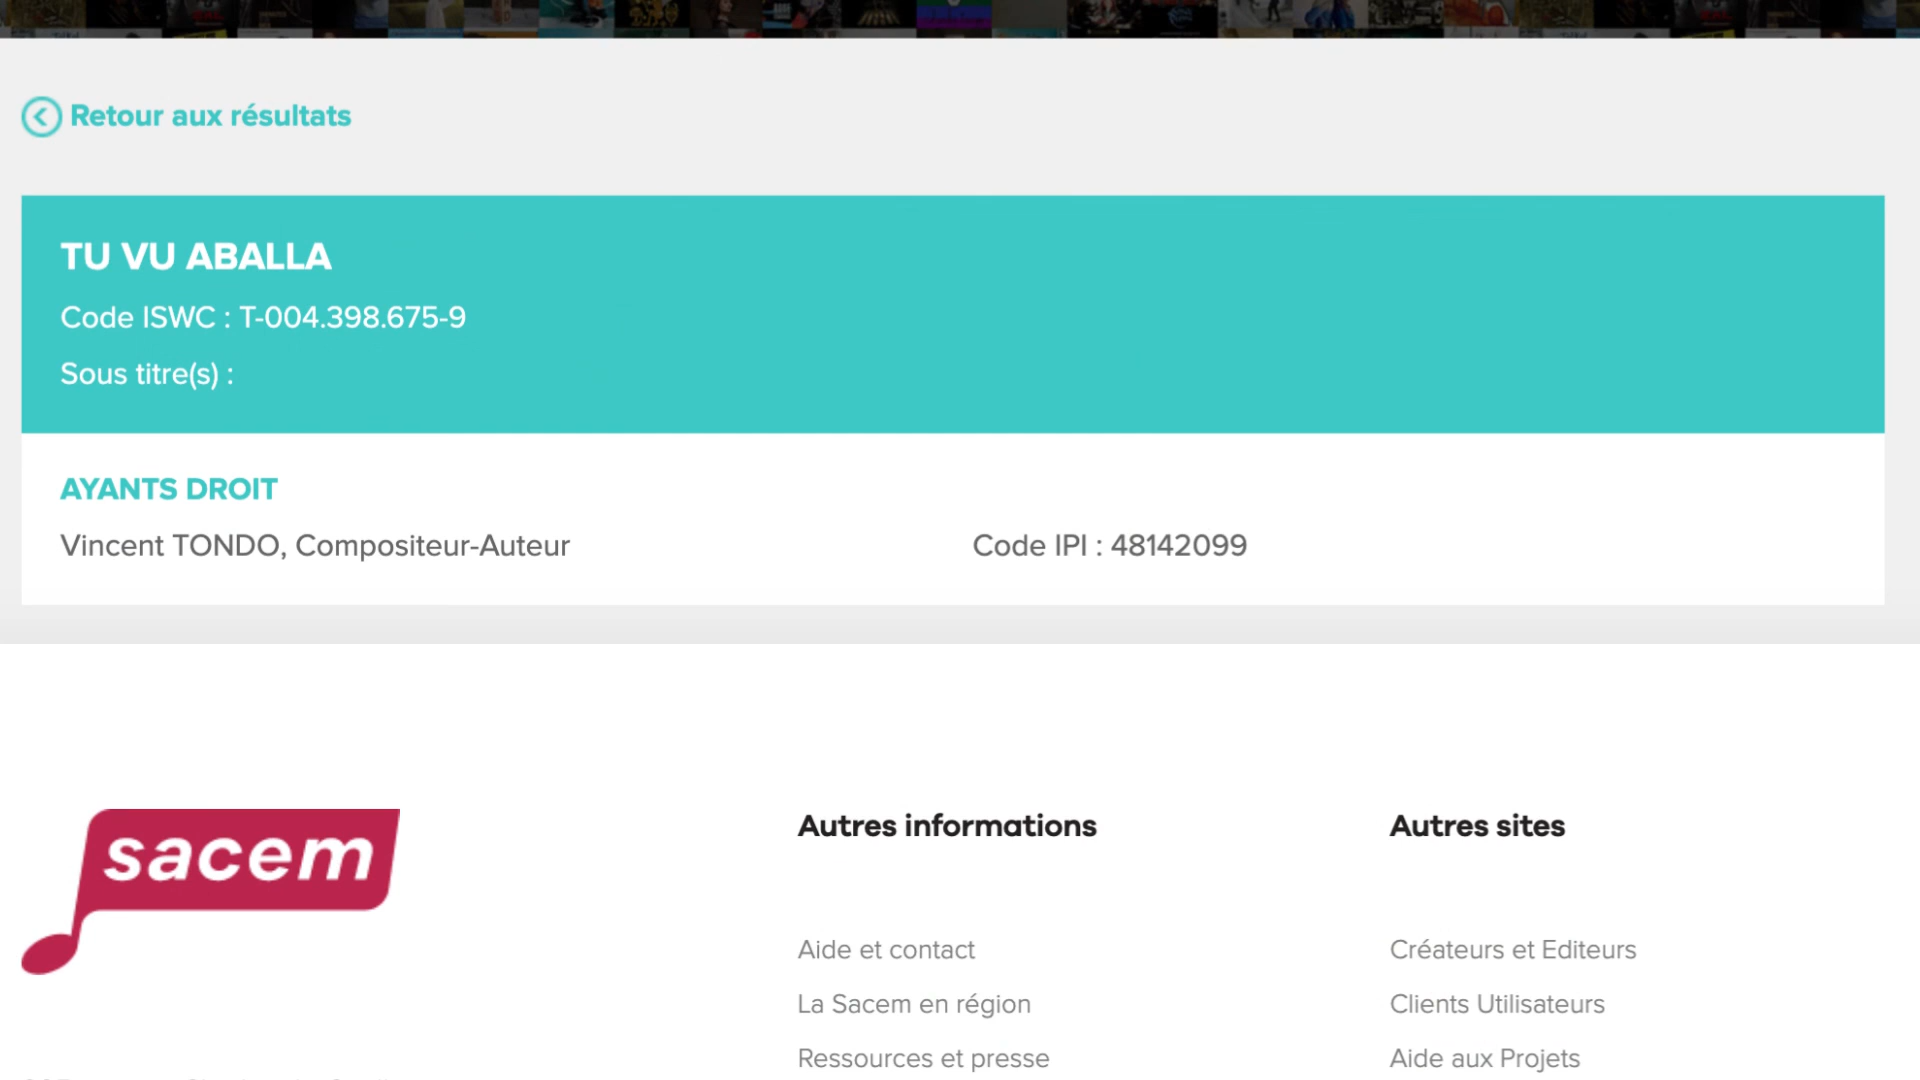 Retour aux résultats
TU VU ABALLA
Code ISWC : T-004.398.675-9
Sous titre(s) :
AYANTS DROIT
Vincent TONDO, Compositeur-Auteur
Code IPI : 48142099
sacem
Autres informations
Autres sites
Aide et contact
Créateurs et Editeurs
La Sacem en région
Clients Utilisateurs
Ressources et presse
Aide aux Projets